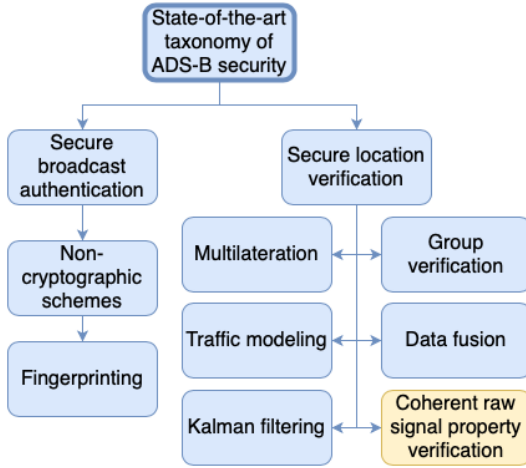 State-of-the-art
taxonomy of
ADS-B security
Secure
broadcast
authentication
Secure location
verification
Non-
cryptographic
schemes
Multilateration
Group
verification
Fingerprinting
Traffic modeling
Data fusion
Kalman filtering
Coherent raw
signal property
verification